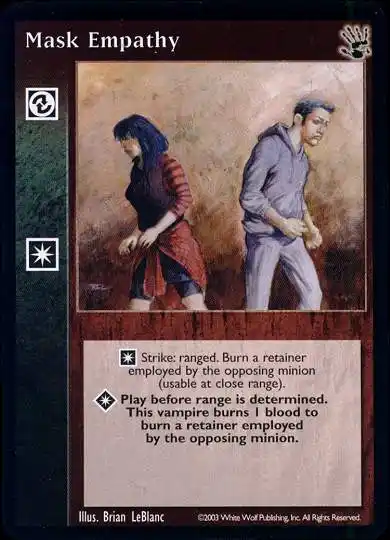 Mask Empathy
Strike: ranged. Burn a retainer
employed by the opposing minion
(usable at close range).
Play before range is determined.
This vampire burns 1 blood to
burn a retainer employed
by the opposing minion.
Illus. Brian LeBlanc
©2003 White Wolf Publishing, Inc. All Rights Reserved.